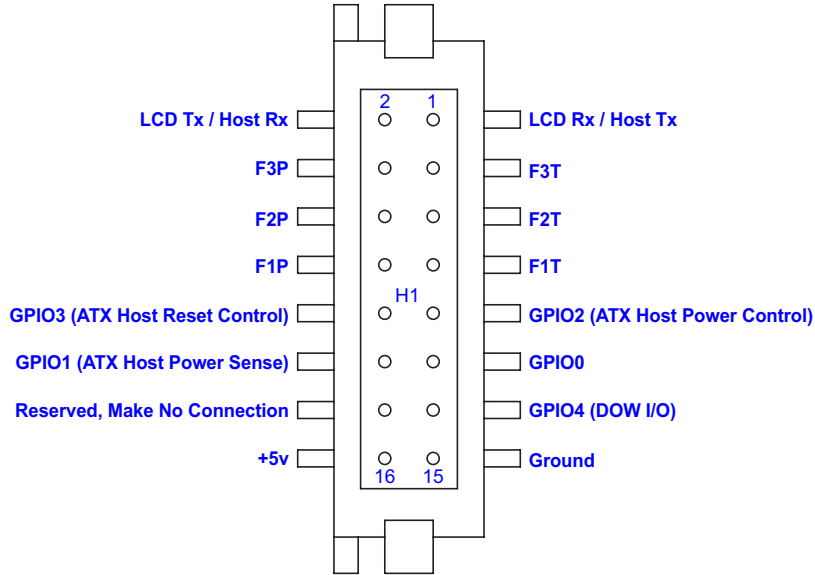 2 1
LCD Tx / Host Rx LCD Rx / Host Tx
F3P F3T
F2P F2T
F1P F1T
H1
GPIO3 (ATX Host Reset Control) GPIO2 (ATX Host Power Control)
GPIO1 (ATX Host Power Sense) GPIO0
Reserved, Make No Connection GPIO4 (DOW I/O)
+5v Ground
16 15